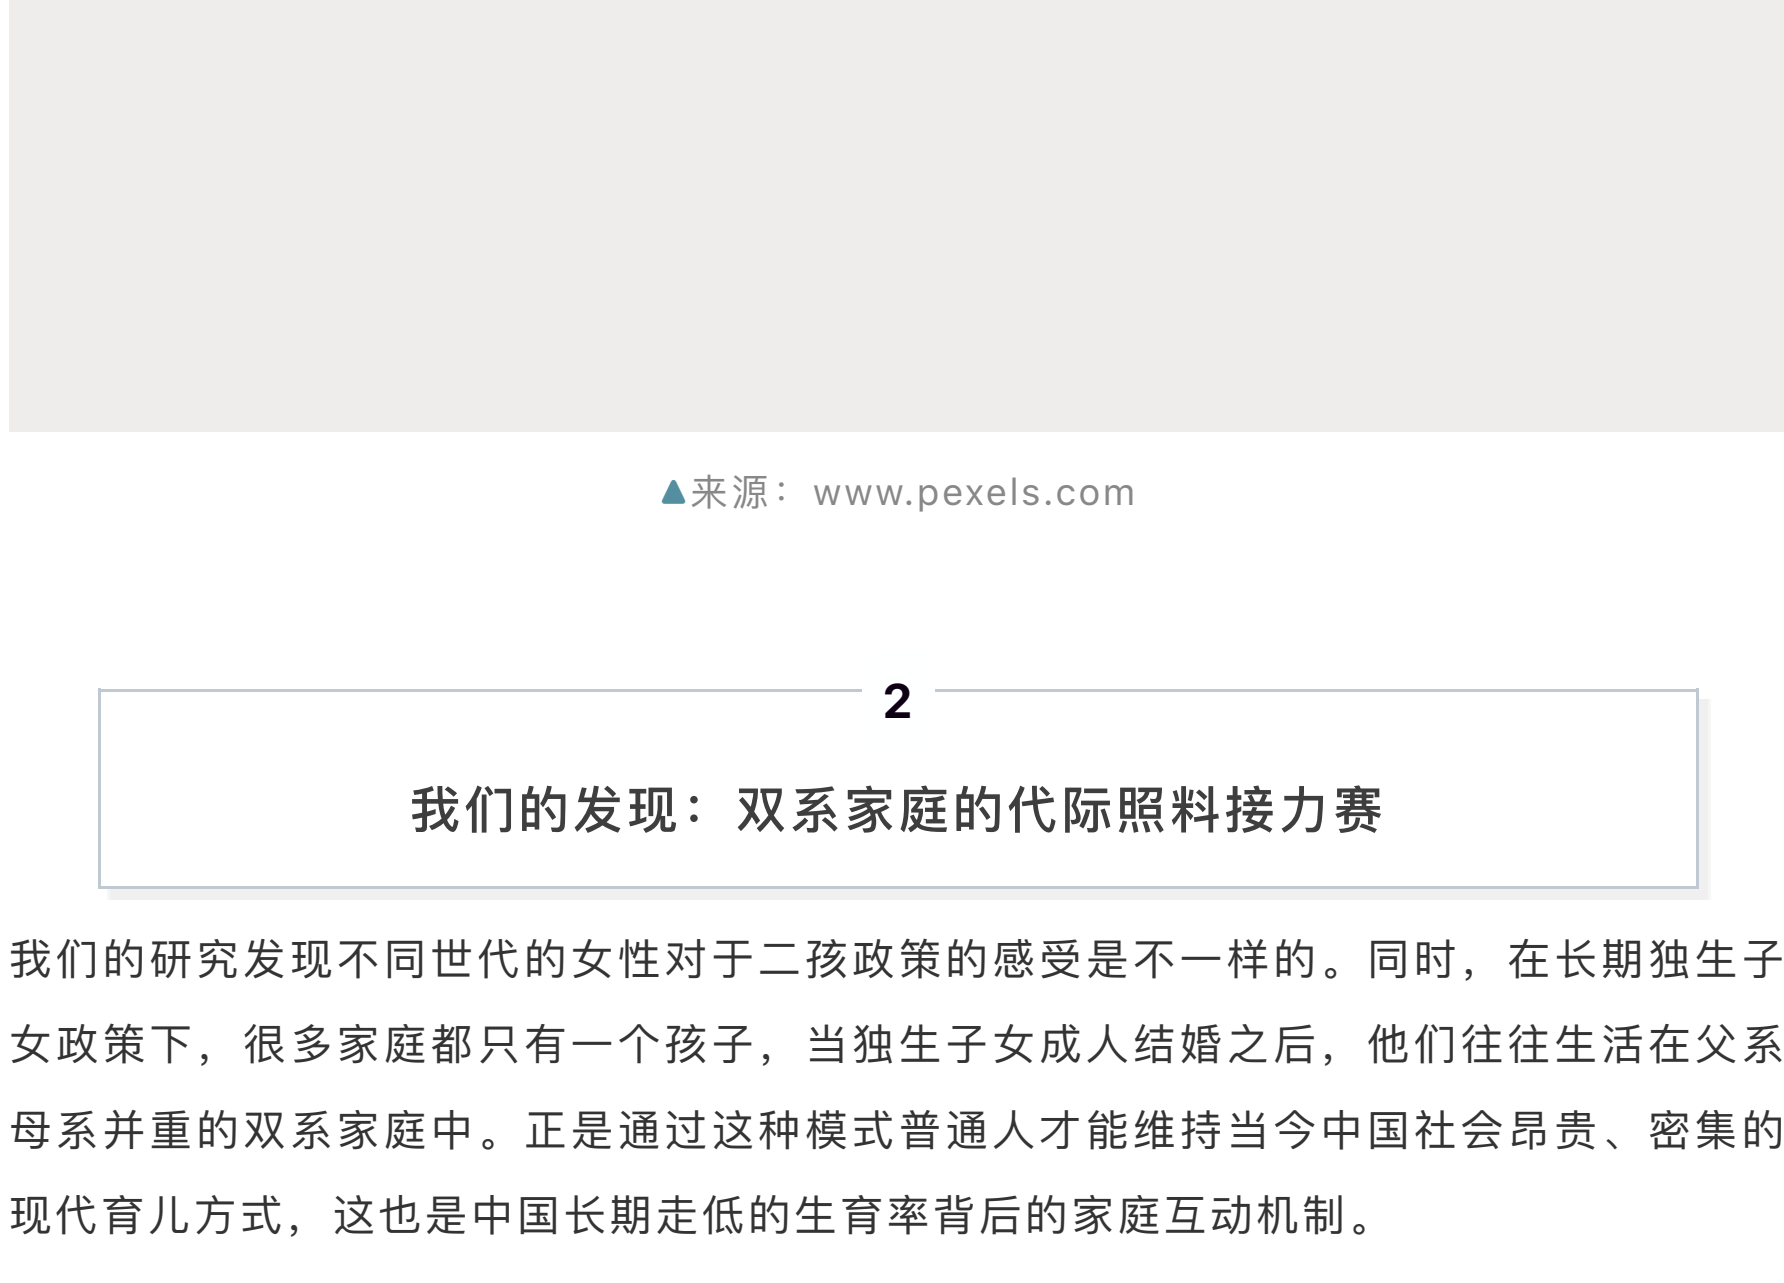 ▲来源：www.pexels.com
2
我们的发现：双系家庭的代际照料接力赛
我们的研究发现不同世代的女性对于二孩政策的感受是不一样的。同时，在长期独生子
女政策下，很多家庭都只有一个孩子，当独生子女成人结婚之后，他们往往生活在父系
母系并重的双系家庭中。正是通过这种模式普通人才能维持当今中国社会昂贵、密集的
现代育儿方式，这也是中国长期走低的生育率背后的家庭互动机制。